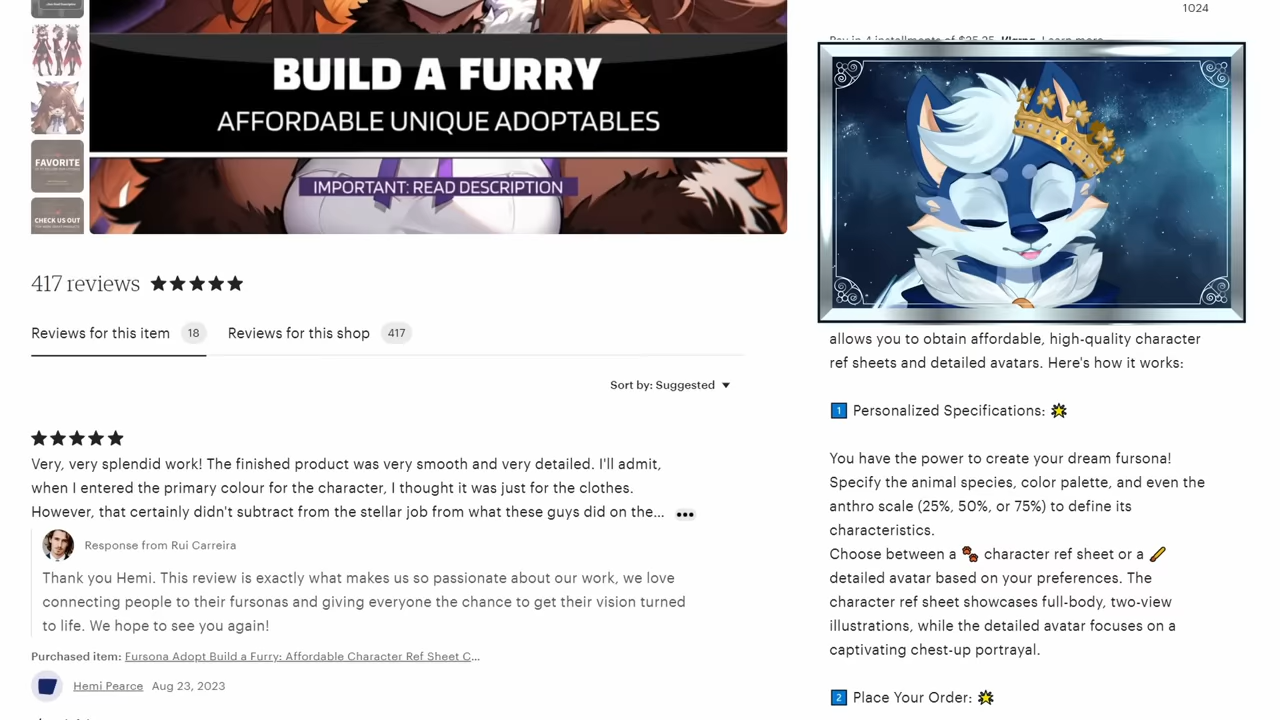 1024
Pay in 4 installments of $25.25. Klarna. Learn more
BUILD A FURRY
AFFORDABLE UNIQUE ADOPTABLES
IMPORTANT: READ DESCRIPTION
FAVORITE
CHECK US OUT
417 reviews
Reviews for this item 18 Reviews for this shop 417
Sort by: Suggested
Very, very splendid work! The finished product was very smooth and very detailed. I'll admit,
when I entered the primary colour for the character, I thought it was just for the clothes.
However, that certainly didn't subtract from the stellar job from what these guys did on the...
Response from Rui Carreira
Thank you Hemi. This review is exactly what makes us so passionate about our work, we love
connecting people to their fursonas and giving everyone the chance to get their vision turned
to life. We hope to see you again!
Purchased item: Fursona Adopt Build a Furry: Affordable Character Ref Sheet C...
Hemi Pearce Aug 23, 2023
allows you to obtain affordable, high-quality character
ref sheets and detailed avatars. Here's how it works:
1 Personalized Specifications:
You have the power to create your dream fursona!
Specify the animal species, color palette, and even the
anthro scale (25%, 50%, or 75%) to define its
characteristics.
Choose between a character ref sheet or a
detailed avatar based on your preferences. The
character ref sheet showcases full-body, two-view
illustrations, while the detailed avatar focuses on a
captivating chest-up portrayal.
2 Place Your Order: